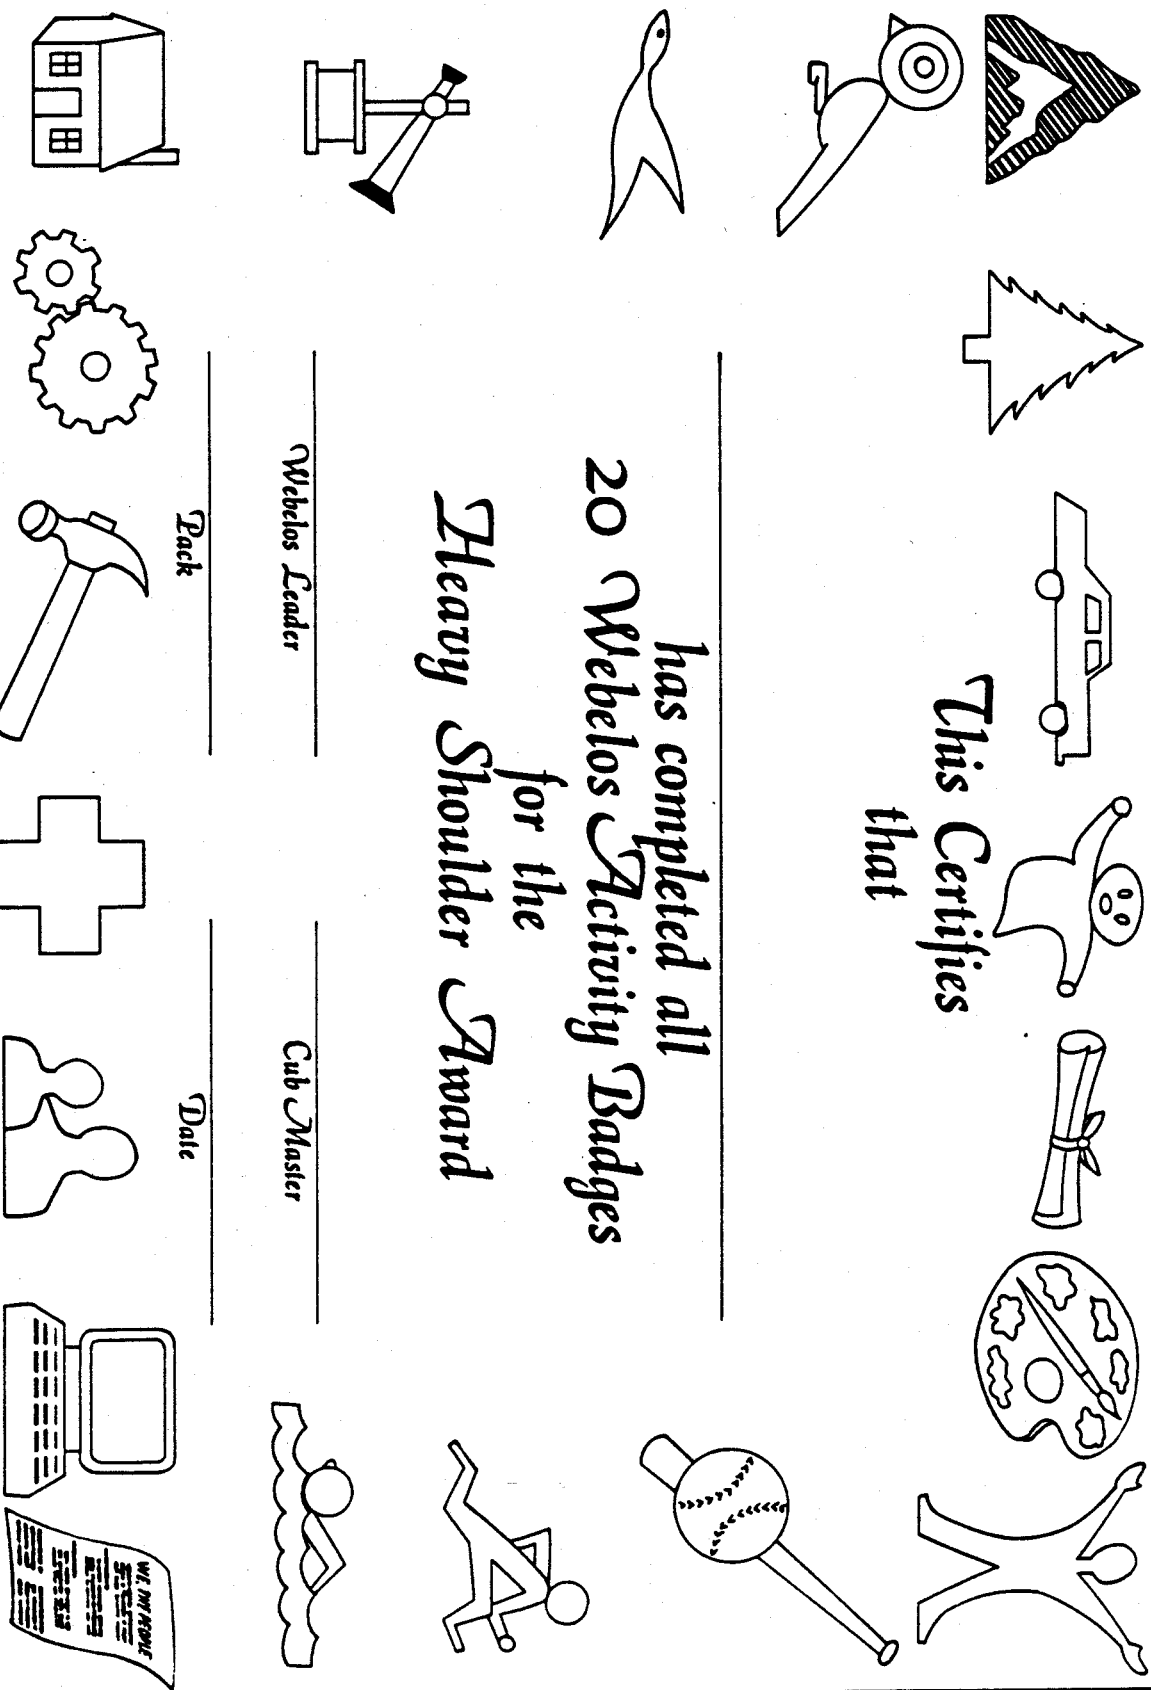 This Certifies
that
has completed all
20 Webelos Activity Badges
for the
Heavy Shoulder Award
Webelos Leader
Cub Master
Pack
Date
WE, THE PEOPLE